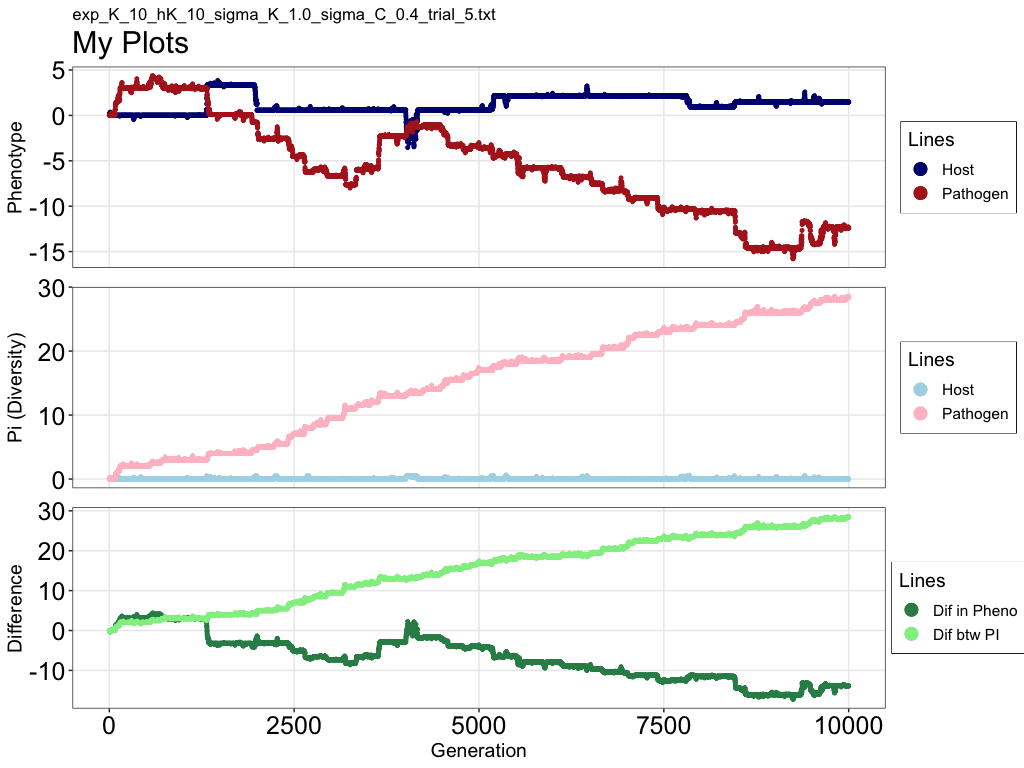 exp_K_10_hK_10_sigma_K_1.0_sigma_C_0.4_trial_5.txt
My Plots
Phenotype
5
0
-5
-10
-15
Lines
Host
Pathogen
Pi (Diversity)
30
20
10
0
Lines
Host
Pathogen
Difference
30
20
10
0
-10
Lines
Dif in Pheno
Dif btw PI
0 2500 5000 7500 10000
Generation